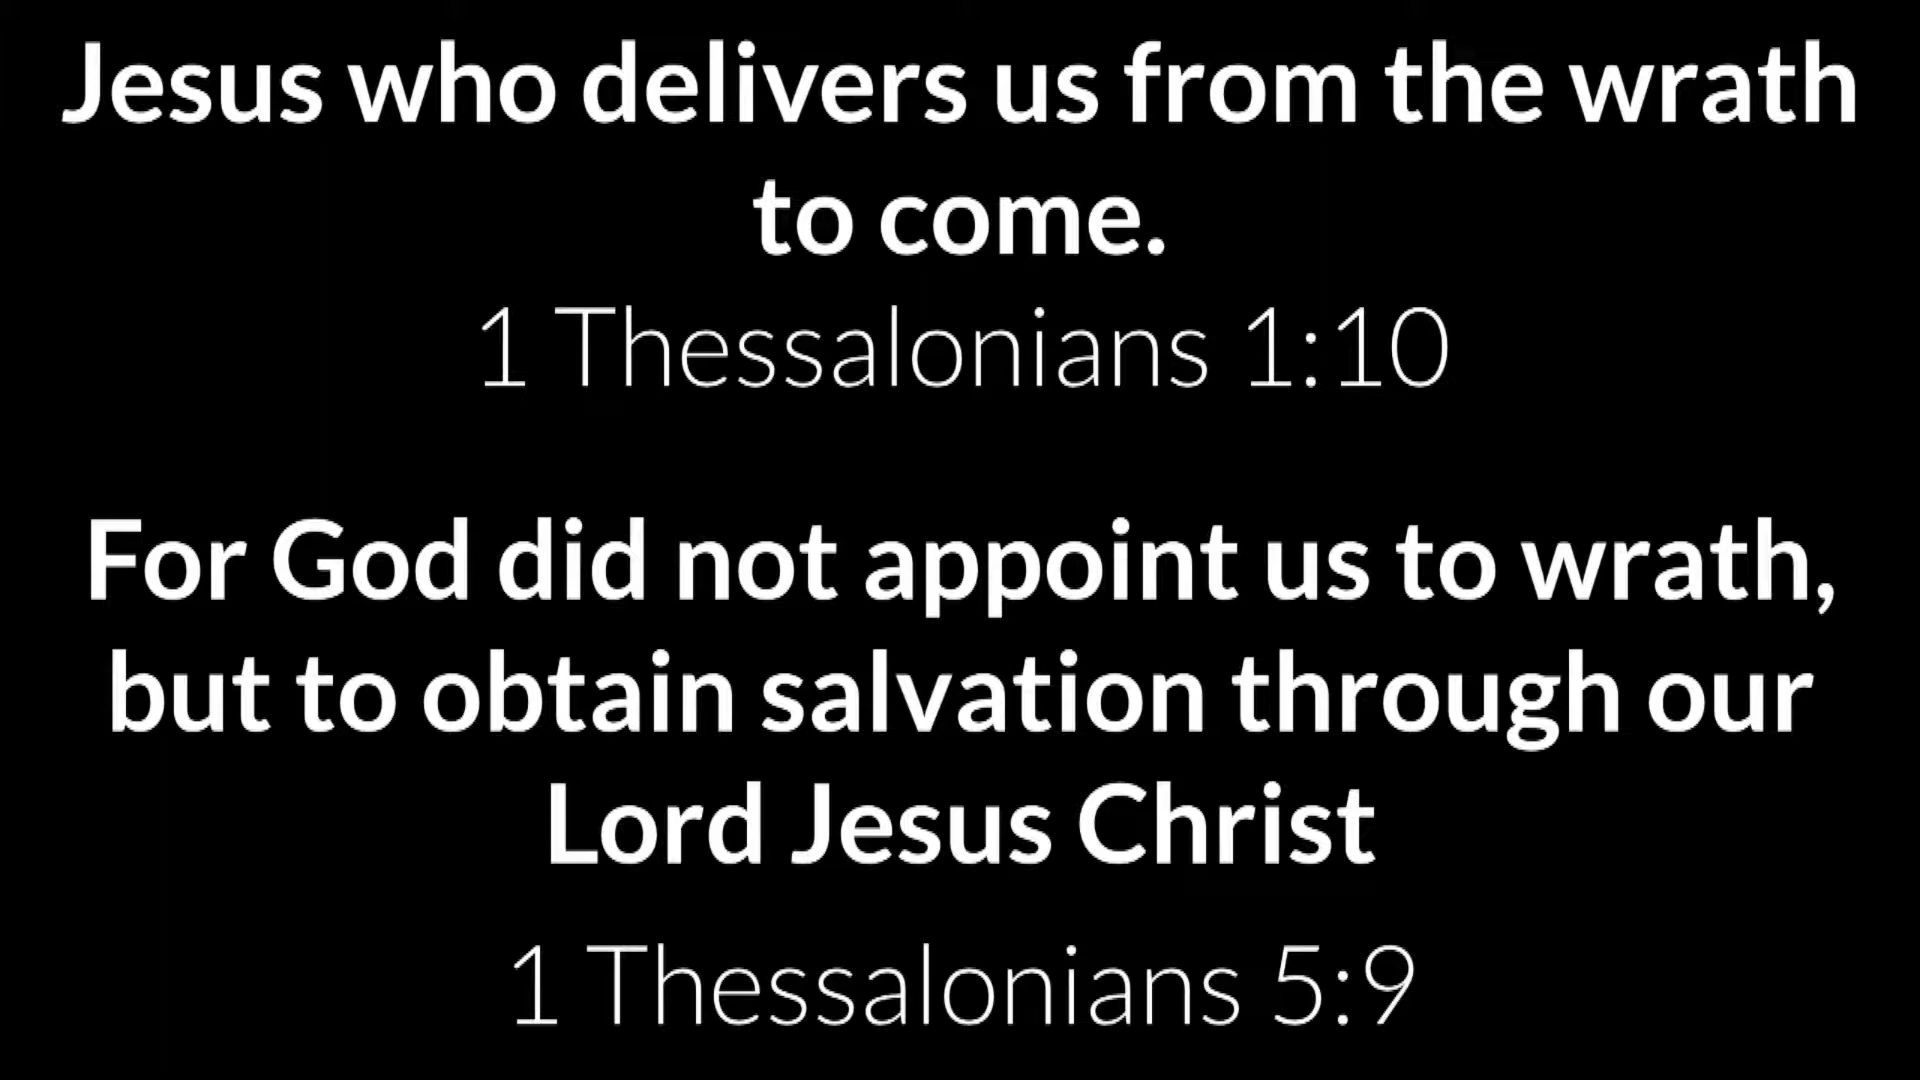 Jesus who delivers us from the wrath
to come.
1 Thessalonians 1:10
For God did not appoint us to wrath,
but to obtain salvation through our
Lord Jesus Christ
1 Thessalonians 5:9